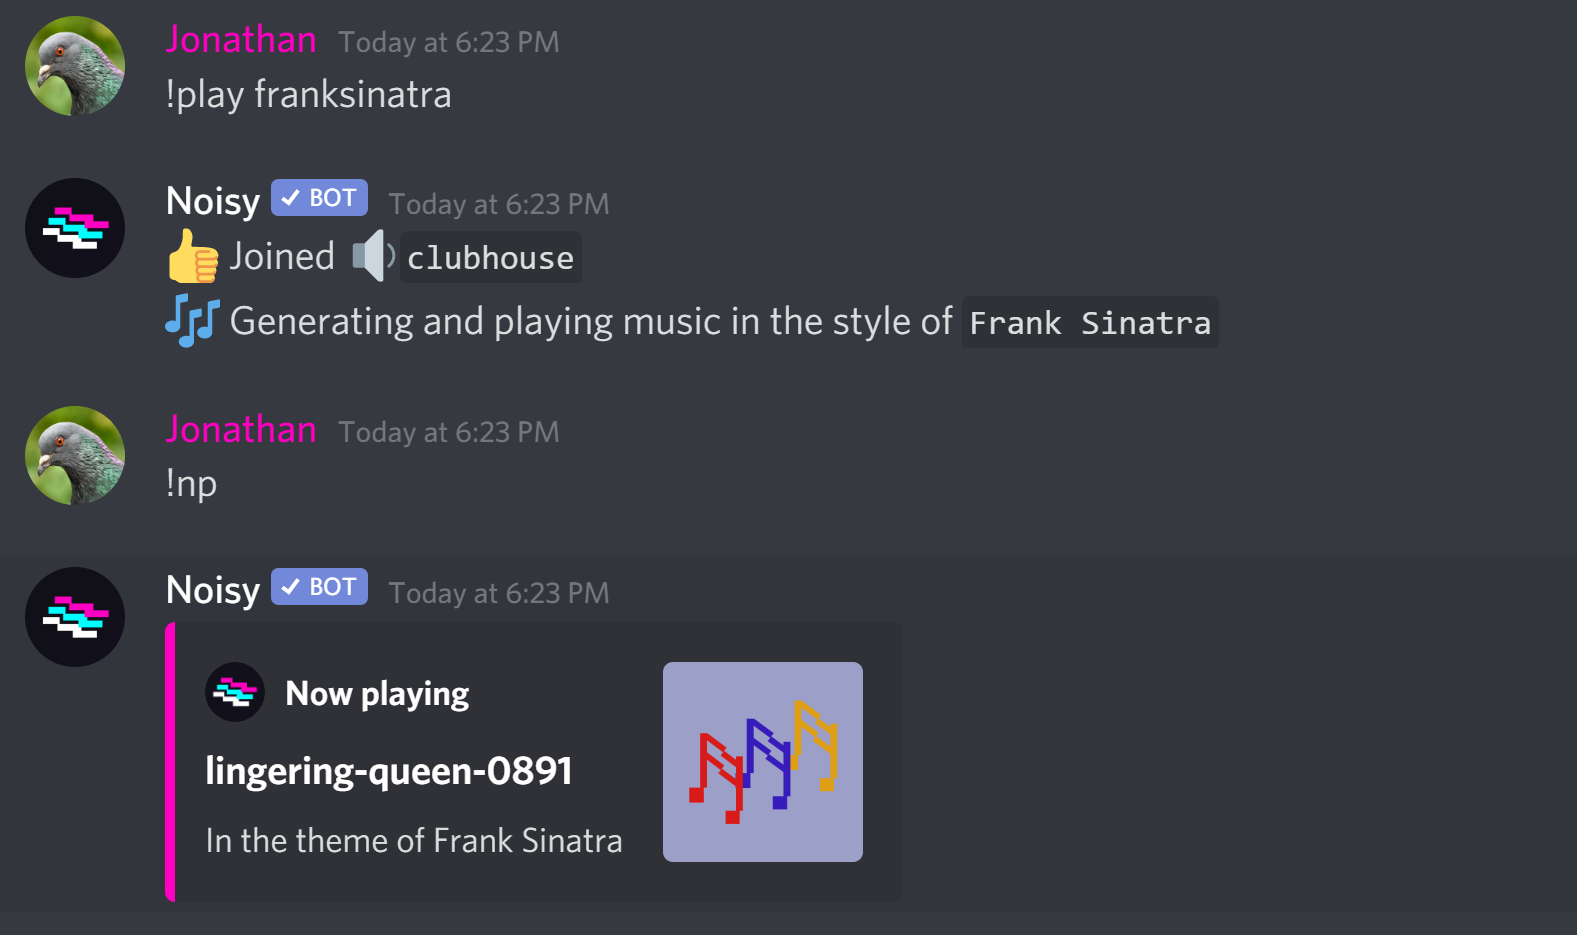 Jonathan Today at 6:23 PM
!play franksinatra
Noisy ✓ BOT Today at 6:23 PM
👍 Joined 🔈 clubhouse
🎶 Generating and playing music in the style of Frank Sinatra
Jonathan Today at 6:23 PM
!np
Noisy ✓ BOT Today at 6:23 PM
Now playing
lingering-queen-0891
In the theme of Frank Sinatra